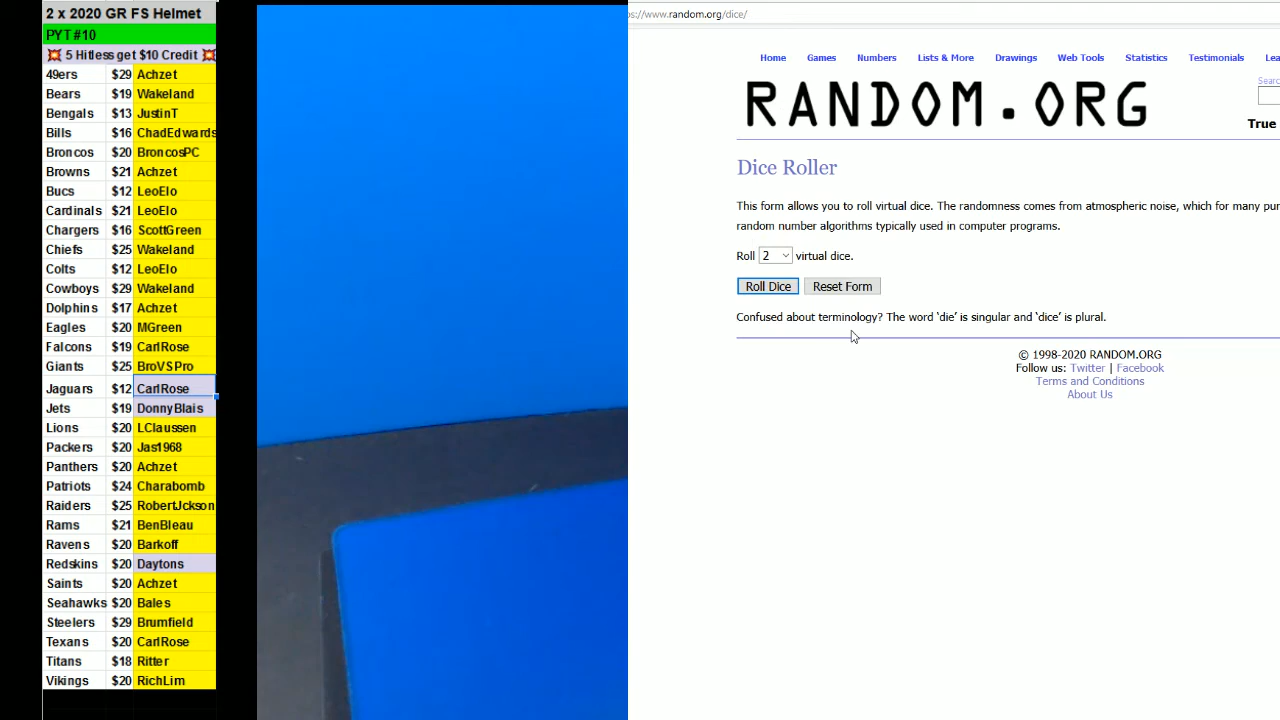 2 x 2020 GR FS Helmet
PYT #10
💥 5 Hitless get $10 Credit 💥
49ers $29 Achzet
Bears $19 Wakeland
Bengals $13 JustinT
Bills $16 ChadEdwards
Broncos $20 BroncosPC
Browns $21 Achzet
Bucs $12 LeoElo
Cardinals $21 LeoElo
Chargers $16 ScottGreen
Chiefs $25 Wakeland
Colts $12 LeoElo
Cowboys $29 Wakeland
Dolphins $17 Achzet
Eagles $20 MGreen
Falcons $19 CarlRose
Giants $25 BroVSPro
Jaguars $12 CarlRose
Jets $19 DonnyBlais
Lions $20 LClaussen
Packers $20 Jas1968
Panthers $20 Achzet
Patriots $24 Charabomb
Raiders $25 RobertJckson
Rams $21 BenBleau
Ravens $20 Barkoff
Redskins $20 Daytons
Saints $20 Achzet
Seahawks $20 Bales
Steelers $29 Brumfield
Texans $20 CarlRose
Titans $18 Ritter
Vikings $20 RichLim
s://www.random.org/dice/
Home Games Numbers Lists & More Drawings Web Tools Statistics Testimonials Lea
Searc
RANDOM.ORG
True
Dice Roller
This form allows you to roll virtual dice. The randomness comes from atmospheric noise, which for many pur
random number algorithms typically used in computer programs.
Roll 2 virtual dice.
Roll Dice Reset Form
Confused about terminology? The word ‘die’ is singular and ‘dice’ is plural.
© 1998-2020 RANDOM.ORG
Follow us: Twitter | Facebook
Terms and Conditions
About Us